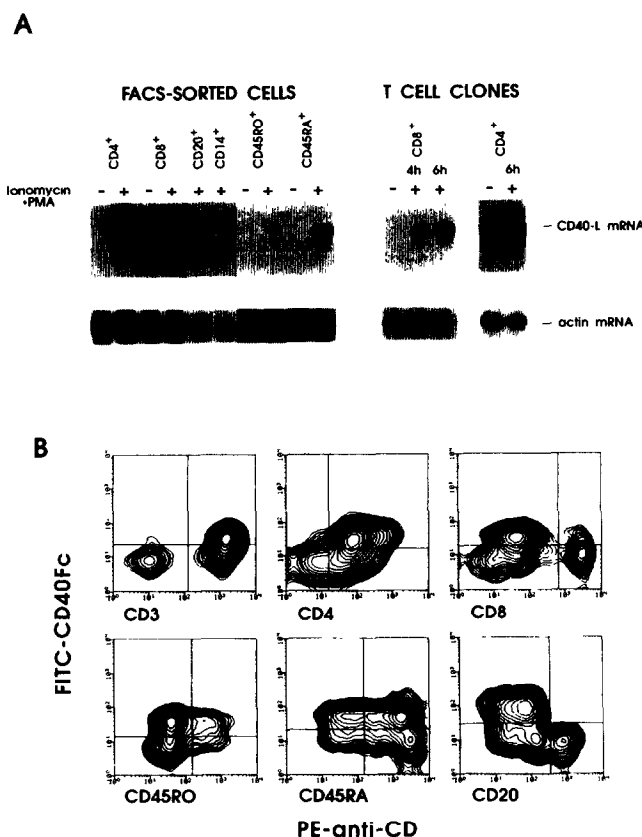 A
FACS-SORTED CELLS
T CELL CLONES
CD4+
CD8+
CD20+
CD14+
CD45RO+
CD45RA+
CD8+
4h 6h
CD4+
6h
Ionomycin
+PMA
- + - + + + - + - + - + + - +
CD40-L mRNA
actin mRNA
B
FITC-CD40Fc
CD3
CD4
CD8
CD45RO
CD45RA
CD20
PE-anti-CD